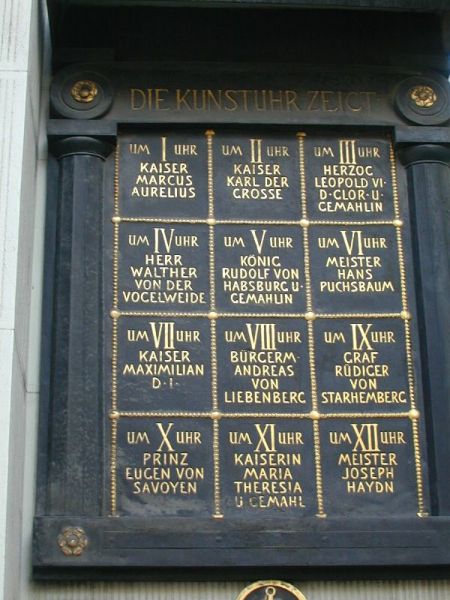 DIE KUNSTUHR ZEIGT·
UM I UHR
KAISER
MARCUS
AURELIUS
UM II UHR
KAISER
KARL DER
GROSSE
UM III UHR
HERZOG
LEOPOLD VI·
D·GLOR·U·
GEMAHLIN
UM IV UHR
HERR
WALTHER
VON DER
VOGELWEIDE
UM V UHR
KÖNIG
RUDOLF VON
HABSBURG U·
GEMAHLIN
UM VI UHR
MEISTER
HANS
PUCHSBAUM
UM VII UHR
KAISER
MAXIMILIAN
D·I·
UM VIII UHR
BÜRGERM·
ANDREAS
VON
LIEBENBERG
UM IX UHR
GRAF
RÜDIGER
VON
STARHEMBERG
UM X UHR
PRINZ
EUGEN VON
SAVOYEN
UM XI UHR
KAISERIN
MARIA
THERESIA
U GEMAHL
UM XII UHR
MEISTER
JOSEPH
HAYDN